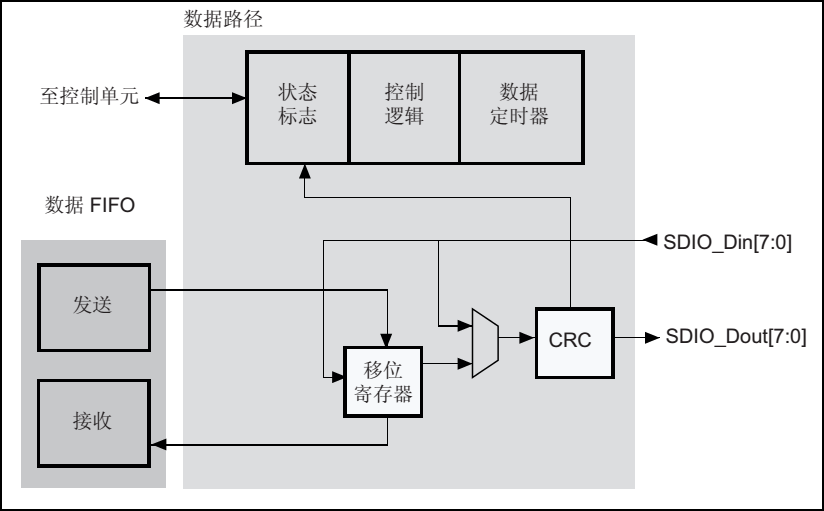 数据路径
至控制单元
状态
标志
控制
逻辑
数据
定时器
数据 FIFO
SDIO_Din[7:0]
发送
移位
寄存器
CRC
SDIO_Dout[7:0]
接收